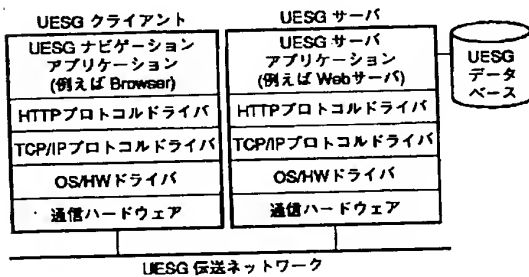 UESG クライアント
UESG ナビゲーション
アプリケーション
(例えば Browser)
HTTPプロトコルドライバ
TCP/IPプロトコルドライバ
OS/HWドライバ
通信ハードウェア
UESG サーバ
UESG サーバ
アプリケーション
(例えば Webサーバ)
HTTPプロトコルドライバ
TCP/IPプロトコルドライバ
OS/HWドライバ
通信ハードウェア
UESG
データ
ベース
UESG 伝送ネットワーク